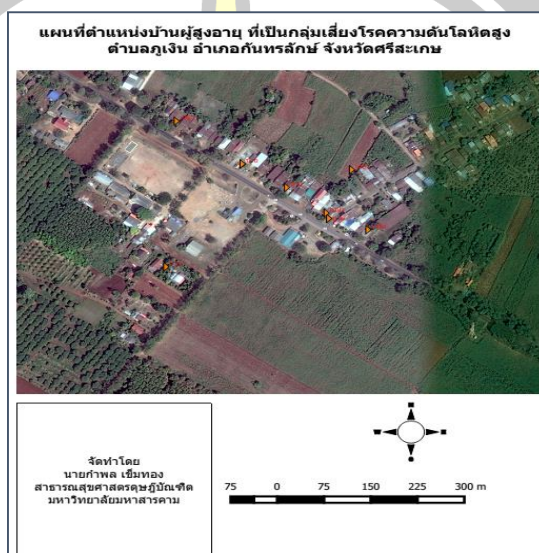 แผนที่ตำแหน่งบ้านผู้สูงอายุ ที่เป็นกลุ่มเสี่ยงโรคความดันโลหิตสูง
ตำบลภูเงิน อำเภอกันทรลักษ์ จังหวัดศรีสะเกษ
จัดทำโดย
นายกำพล เข็มทอง
สาธารณสุขศาสตรดุษฎีบัณฑิต
มหาวิทยาลัยมหาสารคาม
75 0 75 150 225 300 m